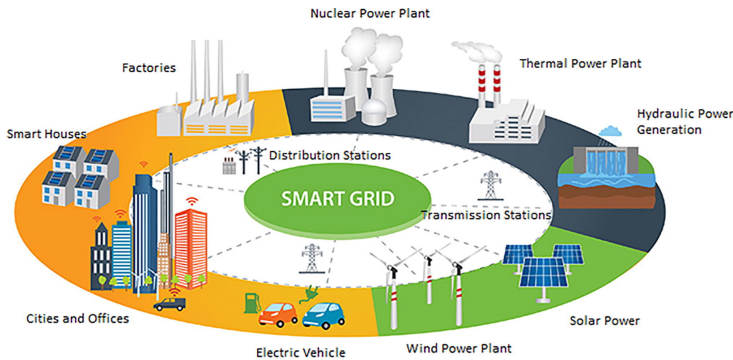 Nuclear Power Plant
Factories
Thermal Power Plant
Hydraulic Power
Generation
Smart Houses
Distribution Stations
SMART GRID
Transmission Stations
Cities and Offices
Solar Power
Electric Vehicle
Wind Power Plant